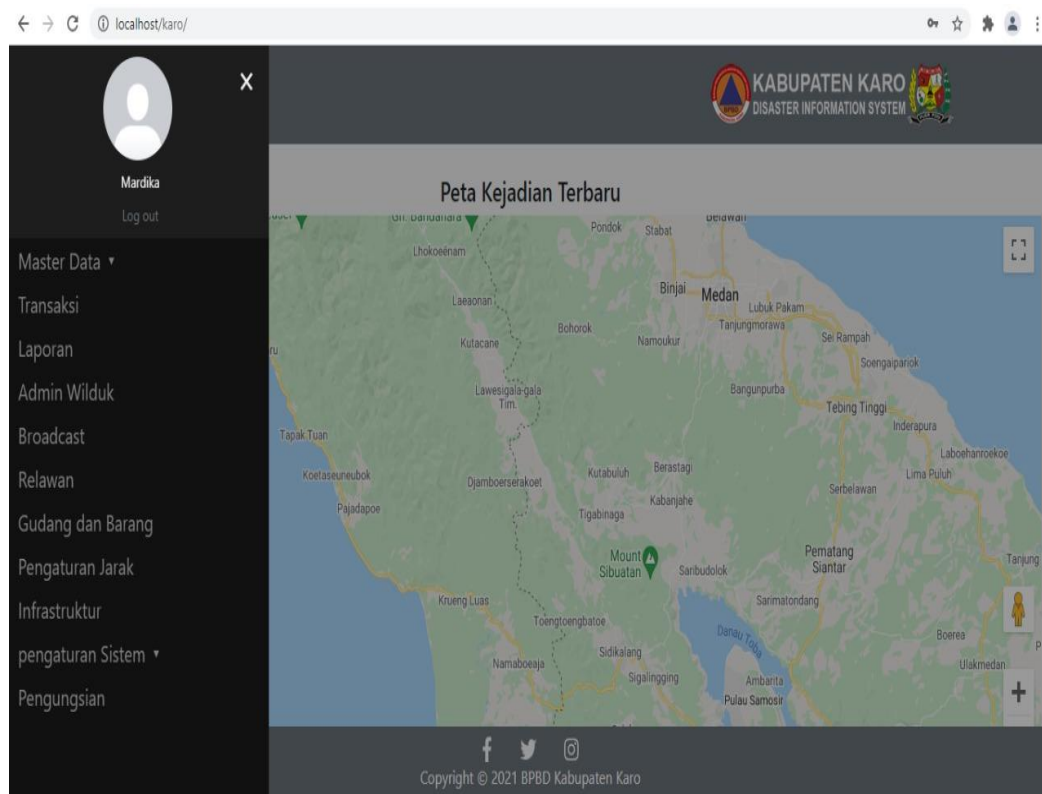 localhost/karo/
X
Mardika
Log out
Master Data
Transaksi
Laporan
Admin Wilduk
Broadcast
Relawan
Gudang dan Barang
Pengaturan Jarak
Infrastruktur
pengaturan Sistem
Pengungsian
KABUPATEN KARO
DISASTER INFORMATION SYSTEM
Peta Kejadian Terbaru
Pondok
Stabat
Belawan
Lhokoeënam
Binjai
Medan
Laeaonan
Lubuk Pakam
Bohorok
Tanjungmorawa
Kutacane
Namoukur
Sei Rampah
Soengaipariok
Lawesigala-gala
Tim.
Bangunpurba
Tebing Tinggi
Inderapura
Tapak Tuan
Laboehanroekoe
Koetaseuneubok
Kutabuluh
Berastagi
Lima Puluh
Djamboerserakoet
Serbelawan
Pajadapoe
Kabanjahe
Tigabinaga
Mount
Sibuatan
Saribudolok
Pematang
Siantar
Tanjung
Krueng Luas
Sarimatondang
Toengtoengbatoe
Danau Toba
Boerea
Sidikalang
Namaboeaja
Ulakmedan
Sigalingging
Ambarita
Pulau Samosir
Copyright © 2021 BPBD Kabupaten Karo